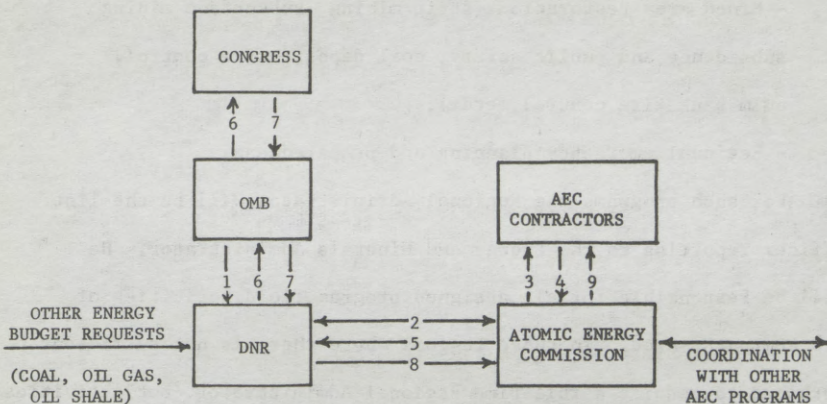 CONGRESS
6 7
OMB
AEC
CONTRACTORS
1 6 7
3 4 9
OTHER ENERGY
BUDGET REQUESTS
(COAL, OIL GAS,
OIL SHALE)
DNR
2
5
8
ATOMIC ENERGY
COMMISSION
COORDINATION
WITH OTHER
AEC PROGRAMS